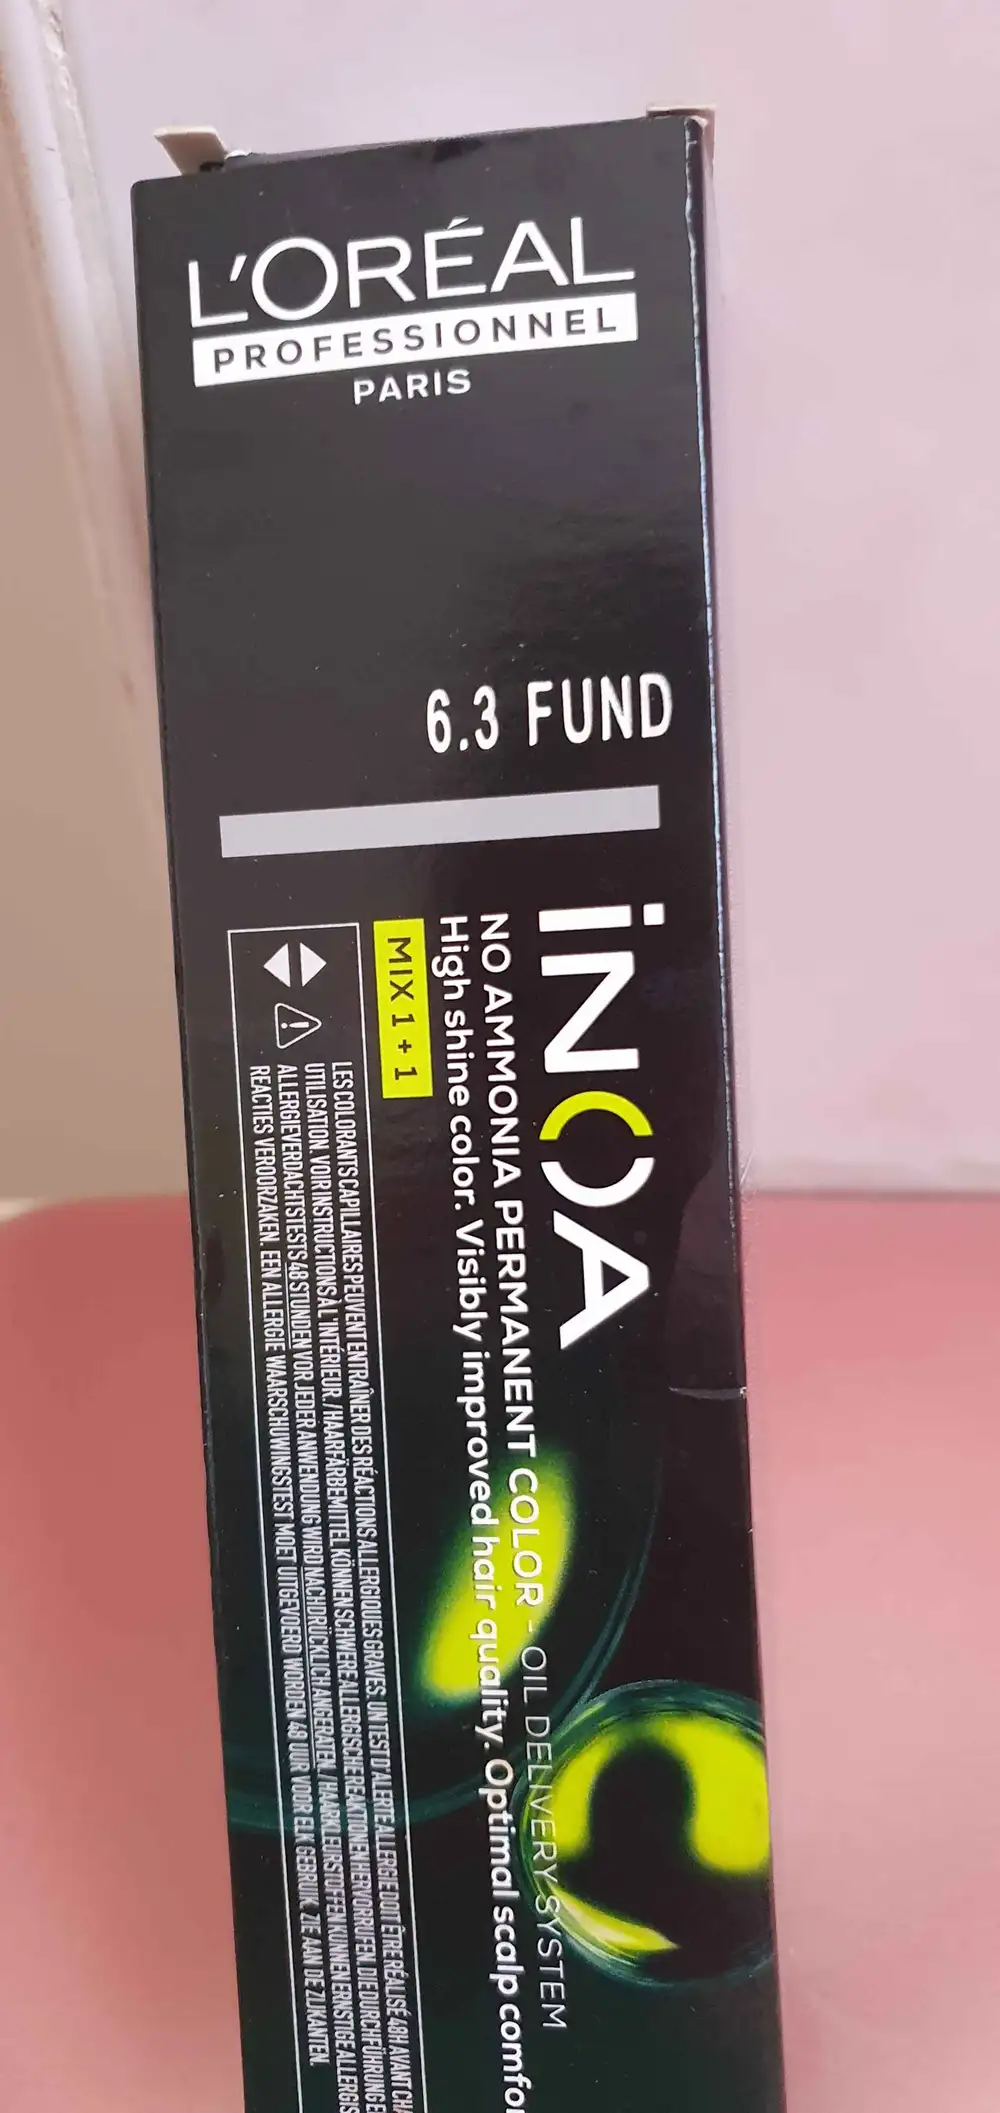 L'ORÉAL
PROFESSIONNEL
PARIS
6.3 FUND
iNOA
NO AMMONIA PERMANENT COLOR - OIL DELIVERY SYSTEM
High shine color. Visibly improved hair quality. Optimal scalp comfor
MIX 1 + 1
LES COLORANTS CAPILLAIRES PEUVENT ENTRAÎNER DES RÉACTIONS ALLERGIQUES GRAVES. UN TEST D'ALERTE ALLERGIE DOIT ÊTRE RÉALISÉ 48H AVANT CHA
UTILISATION. VOIR INSTRUCTIONS À L'INTÉRIEUR. / HAARFÄRBEMITTEL KÖNNEN SCHWERE ALLERGISCHE REAKTIONEN HERVORRUFEN. DIE DURCHFÜHRUNG E
ALLERGIEVERDACHTSTESTS 48 STUNDEN VOR JEDER ANWENDUNG WIRD NACHDRÜCKLICH ANGERATEN. / HAARKLEURSTOFFEN KUNNEN ERNSTIGE ALLERGIS
REACTIES VEROORZAKEN. EEN ALLERGIE WAARSCHUWINGSTEST MOET UITGEVOERD WORDEN 48 UUR VOOR ELK GEBRUIK. ZIE AAN DE ZIJKANTEN.